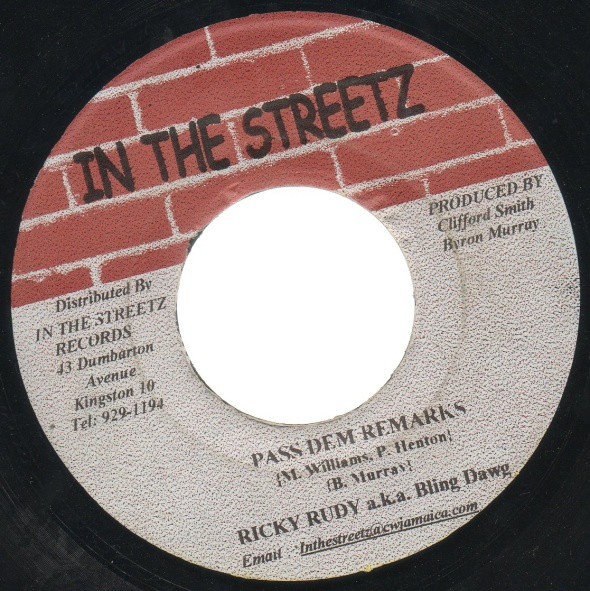 IN THE STREETZ
PRODUCED BY
Clifford Smith
Byron Murray
Distributed By
IN THE STREETZ
RECORDS
43 Dumbarton
Avenue
Kingston 10
Tel: 929-1194
PASS DEM REMARKS
{M. Williams, P. Henton}
{B. Murray}
RICKY RUDY a.k.a. Bling Dawg
Email : Inthestreetz@cwjamaica.com